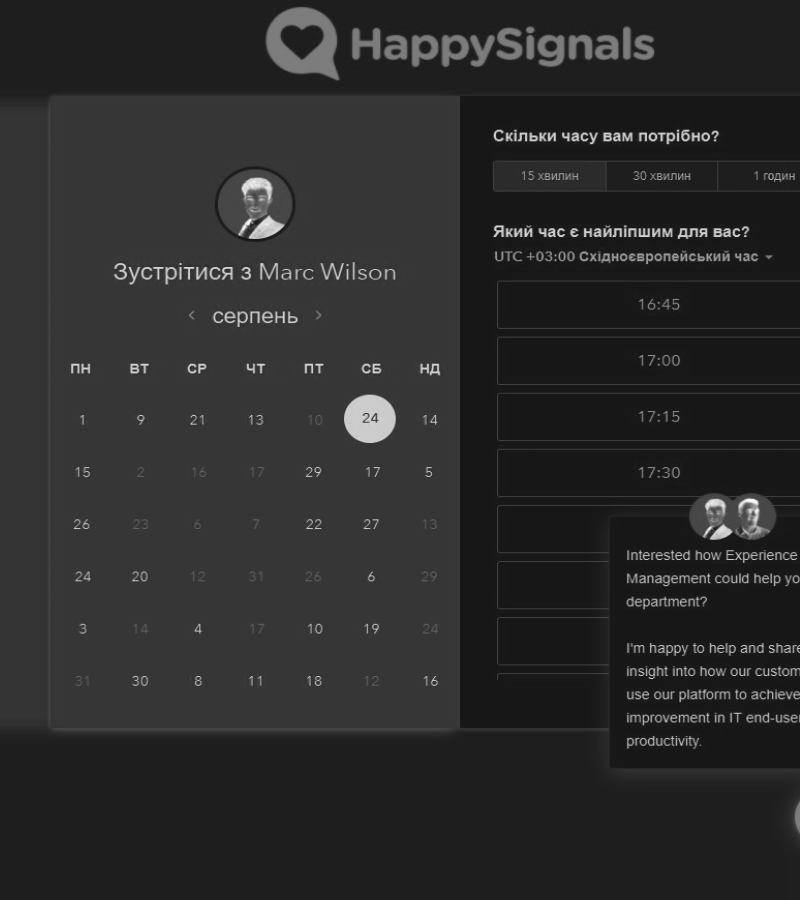 HappySignals
Зустрітися з Marc Wilson
серпень
ПН ВТ СР ЧТ ПТ СБ НД
1 9 21 13 10 24 14
15 2 16 17 29 17 5
26 23 6 7 22 27 13
24 20 12 31 26 6 29
3 14 4 17 10 19 24
31 30 8 11 18 12 16
Скільки часу вам потрібно?
15 хвилин 30 хвилин 1 годин
Який час є найліпшим для вас?
UTC +03:00 Східноєвропейський час
16:45
17:00
17:15
17:30
Interested how Experience
Management could help yo
department?
I'm happy to help and share
insight into how our custom
use our platform to achieve
improvement in IT end-use
productivity.